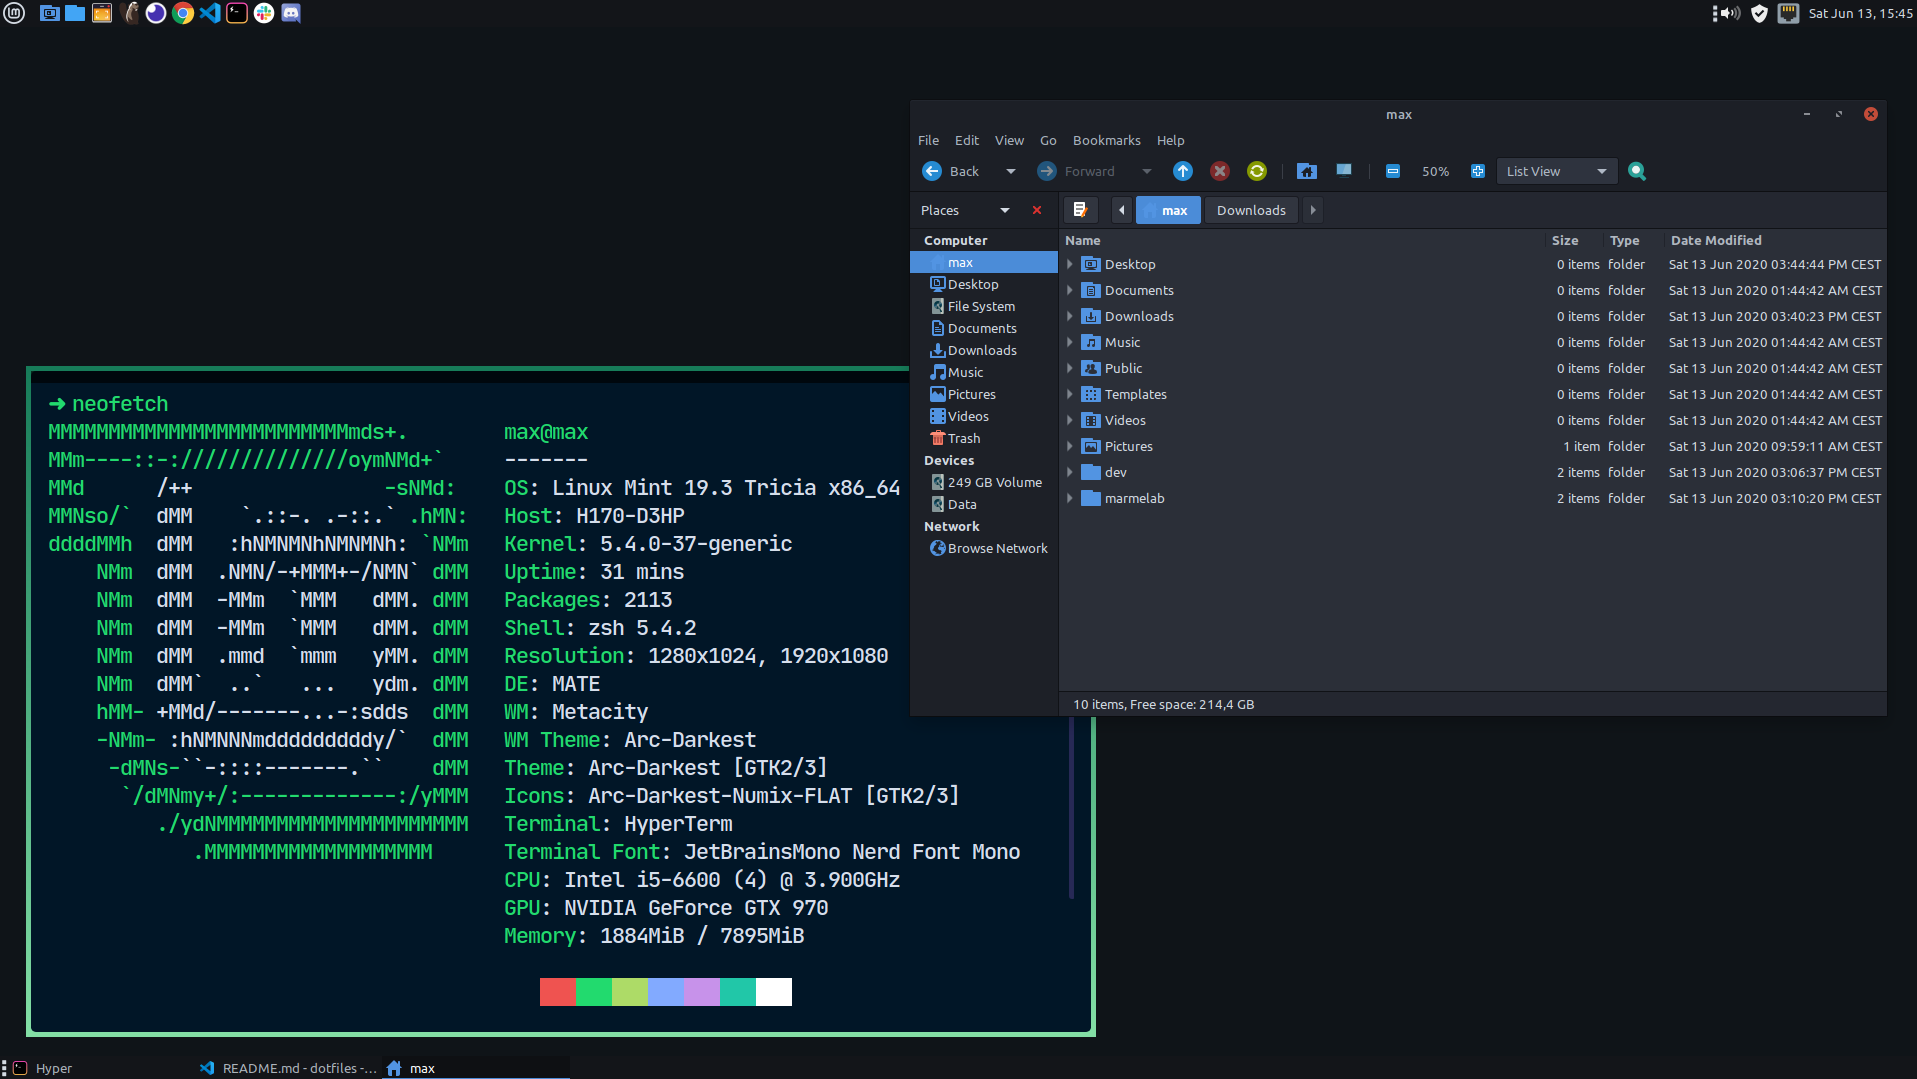 Sat Jun 13, 15:45
max
File Edit View Go Bookmarks Help
Back Forward 50% List View
Places max Downloads
Computer
max
Desktop
File System
Documents
Downloads
Music
Pictures
Videos
Trash
Devices
249 GB Volume
Data
Network
Browse Network
Name Size Type Date Modified
Desktop 0 items folder Sat 13 Jun 2020 03:44:44 PM CEST
Documents 0 items folder Sat 13 Jun 2020 01:44:42 AM CEST
Downloads 0 items folder Sat 13 Jun 2020 03:40:23 PM CEST
Music 0 items folder Sat 13 Jun 2020 01:44:42 AM CEST
Public 0 items folder Sat 13 Jun 2020 01:44:42 AM CEST
Templates 0 items folder Sat 13 Jun 2020 01:44:42 AM CEST
Videos 0 items folder Sat 13 Jun 2020 01:44:42 AM CEST
Pictures 1 item folder Sat 13 Jun 2020 09:59:11 AM CEST
dev 2 items folder Sat 13 Jun 2020 03:06:37 PM CEST
marmelab 2 items folder Sat 13 Jun 2020 03:10:20 PM CEST
10 items, Free space: 214,4 GB
➜ neofetch
MMMMMMMMMMMMMMMMMMMMMMMMMmds+. max@max
MMm----::-://////////////oymNMd+` -------
MMd /++ -sNMd: OS: Linux Mint 19.3 Tricia x86_64
MMNso/` dMM `.::-. .-::.` .hMN: Host: H170-D3HP
ddddMMh dMM :hNMNMNhNMNMNh: `NMm Kernel: 5.4.0-37-generic
NMm dMM .NMN/-+MMM+-/NMN` dMM Uptime: 31 mins
NMm dMM -MMm `MMM dMM. dMM Packages: 2113
NMm dMM -MMm `MMM dMM. dMM Shell: zsh 5.4.2
NMm dMM .mmd `mmm yMM. dMM Resolution: 1280x1024, 1920x1080
NMm dMM` ..` ... ydm. dMM DE: MATE
hMM- +MMd/-------...-:sdds dMM WM: Metacity
-NMm- :hNMNNNmdddddddddy/` dMM WM Theme: Arc-Darkest
-dMNs-``-::::-------.`` dMM Theme: Arc-Darkest [GTK2/3]
`/dMNmy+/:-------------:/yMMM Icons: Arc-Darkest-Numix-FLAT [GTK2/3]
./ydNMMMMMMMMMMMMMMMMMMMMM Terminal: HyperTerm
.MMMMMMMMMMMMMMMMMMM Terminal Font: JetBrainsMono Nerd Font Mono
CPU: Intel i5-6600 (4) @ 3.900GHz
GPU: NVIDIA GeForce GTX 970
Memory: 1884MiB / 7895MiB
Hyper README.md - dotfiles -... max